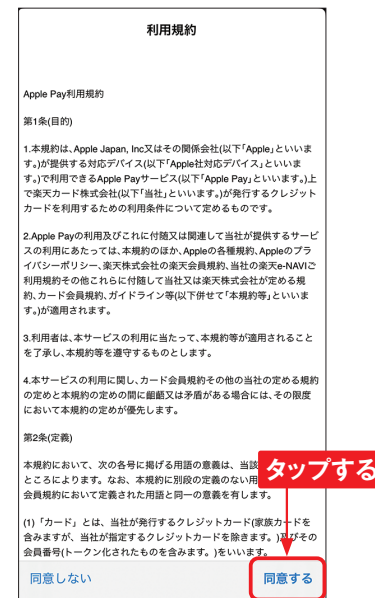 利用規約
Apple Pay利用規約
第1条(目的)
1.本規約は、Apple Japan, Inc又はその関係会社(以下「Apple」といいま
す。)が提供する対応デバイス(以下「Apple社対応デバイス」といいま
す。)で利用できるApple Payサービス(以下「Apple Pay」といいます。)上
で楽天カード株式会社(以下「当社」といいます。)が発行するクレジット
カードを利用するための利用条件について定めるものです。
2.Apple Payの利用及びこれに付随又は関連して当社が提供するサービ
スの利用にあたっては、本規約のほか、Appleの各種規約、Appleのプラ
イバシーポリシー、楽天株式会社の楽天会員規約、当社の楽天e-NAVIご
利用規約その他これらに付随して当社又は楽天株式会社が定める規
約、カード会員規約、ガイドライン等(以下併せて「本規約等」といいま
す。)が適用されます。
3.利用者は、本サービスの利用に当たって、本規約等が適用されること
を了承し、本規約等を遵守するものとします。
4.本サービスの利用に関し、カード会員規約その他の当社の定める規約
の定めと本規約の定めの間に齟齬又は矛盾がある場合には、その限度
において本規約の定めが優先します。
第2条(定義)
本規約において、次の各号に掲げる用語の意義は、当該
ところによります。なお、本規約に別段の定義のない用
会員規約において定義された用語と同一の意義を有します。
タップする
(1)「カード」とは、当社が発行するクレジットカード(家族カードを
含みますが、当社が指定するクレジットカードを除きます。)及びその
会員番号(トークン化されたものを含みます。)をいいます。
同意しない
同意する